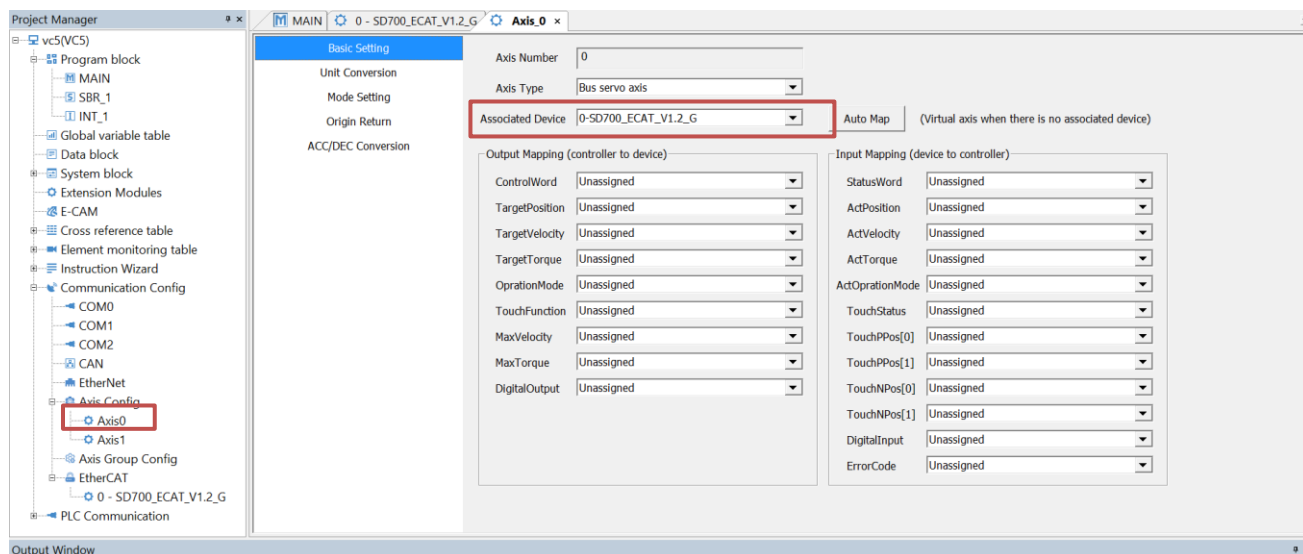 Project Manager
vc5(VC5)
Program block
MAIN
SBR_1
INT_1
Global variable table
Data block
System block
Extension Modules
E-CAM
Cross reference table
Element monitoring table
Instruction Wizard
Communication Config
COM0
COM1
COM2
CAN
EtherNet
Axis Config
Axis0
Axis1
Axis Group Config
EtherCAT
0 - SD700_ECAT_V1.2_G
PLC Communication
MAIN 0 - SD700_ECAT_V1.2_G Axis_0
Basic Setting
Unit Conversion
Mode Setting
Origin Return
ACC/DEC Conversion
Axis Number 0
Axis Type Bus servo axis
Associated Device 0-SD700_ECAT_V1.2_G Auto Map (Virtual axis when there is no associated device)
Output Mapping (controller to device)
ControlWord Unassigned
TargetPosition Unassigned
TargetVelocity Unassigned
TargetTorque Unassigned
OprationMode Unassigned
TouchFunction Unassigned
MaxVelocity Unassigned
MaxTorque Unassigned
DigitalOutput Unassigned
Input Mapping (device to controller)
StatusWord Unassigned
ActPosition Unassigned
ActVelocity Unassigned
ActTorque Unassigned
ActOprationMode Unassigned
TouchStatus Unassigned
TouchPPos[0] Unassigned
TouchPPos[1] Unassigned
TouchNPos[0] Unassigned
TouchNPos[1] Unassigned
DigitalInput Unassigned
ErrorCode Unassigned
Output Window